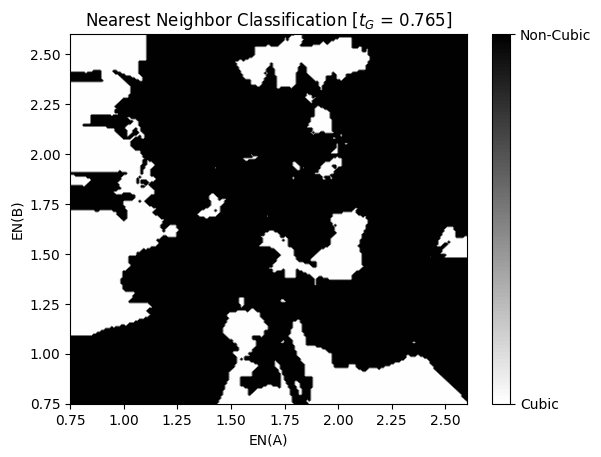 Nearest Neighbor Classification [t_G = 0.765]
Non-Cubic
2.50
2.25
2.00
1.75
1.50
1.25
1.00
0.75
EN(B)
Cubic
0.75 1.00 1.25 1.50 1.75 2.00 2.25 2.50
EN(A)